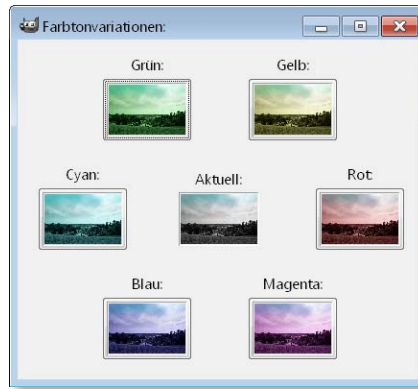 Farbtonvariationen:
Grün:
Gelb:
Cyan:
Aktuell:
Rot:
Blau:
Magenta: